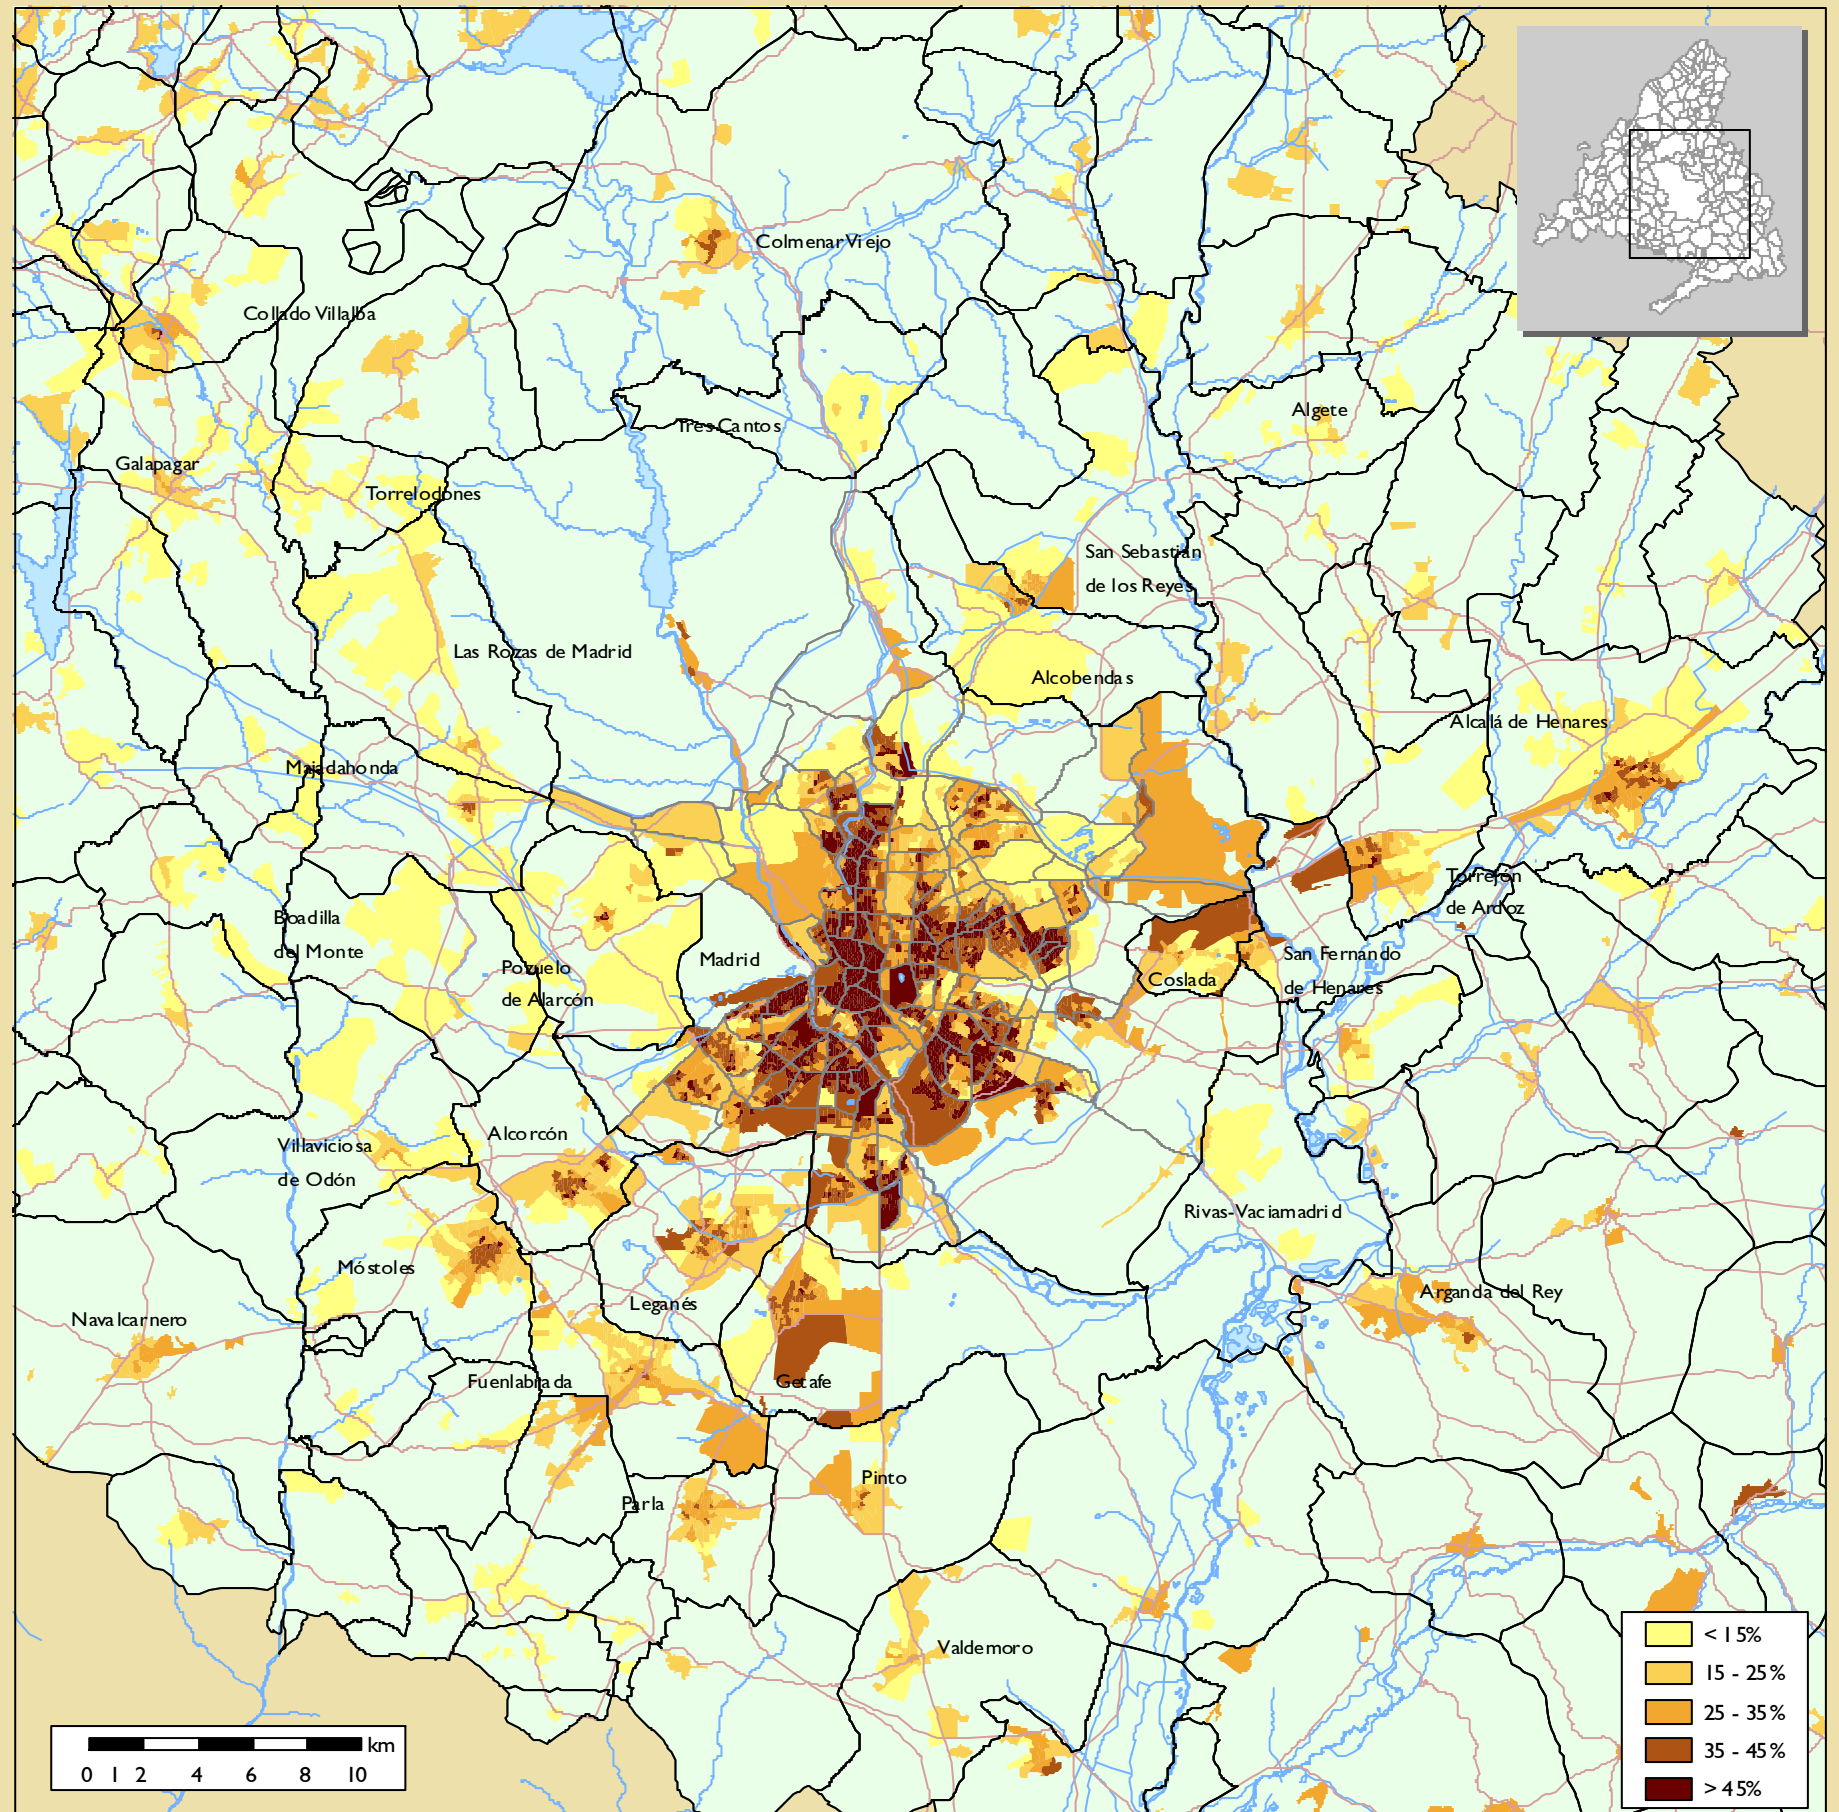 Colmenar Viejo
Collado Villalba
Tres Cantos
Algete
Galapagar
Torrelodones
San Sebastián
de los Reyes
Las Rozas de Madrid
Alcobendas
Alcalá de Henares
Majadahonda
Torrejón
de Ardoz
Boadilla
del Monte
Madrid
San Fernándo
de Henares
Pozuelo
de Alarcón
Coslada
Alcorcón
Villaviciosa
de Odón
Rivas-Vaciamadrid
Móstoles
Leganés
Arganda del Rey
Navalcarnero
Fuenlabrada
Getafe
Pinto
Parla
Valdemoro
< 15%
15 - 25%
25 - 35%
35 - 45%
> 45%
km
0 1 2 4 6 8 10